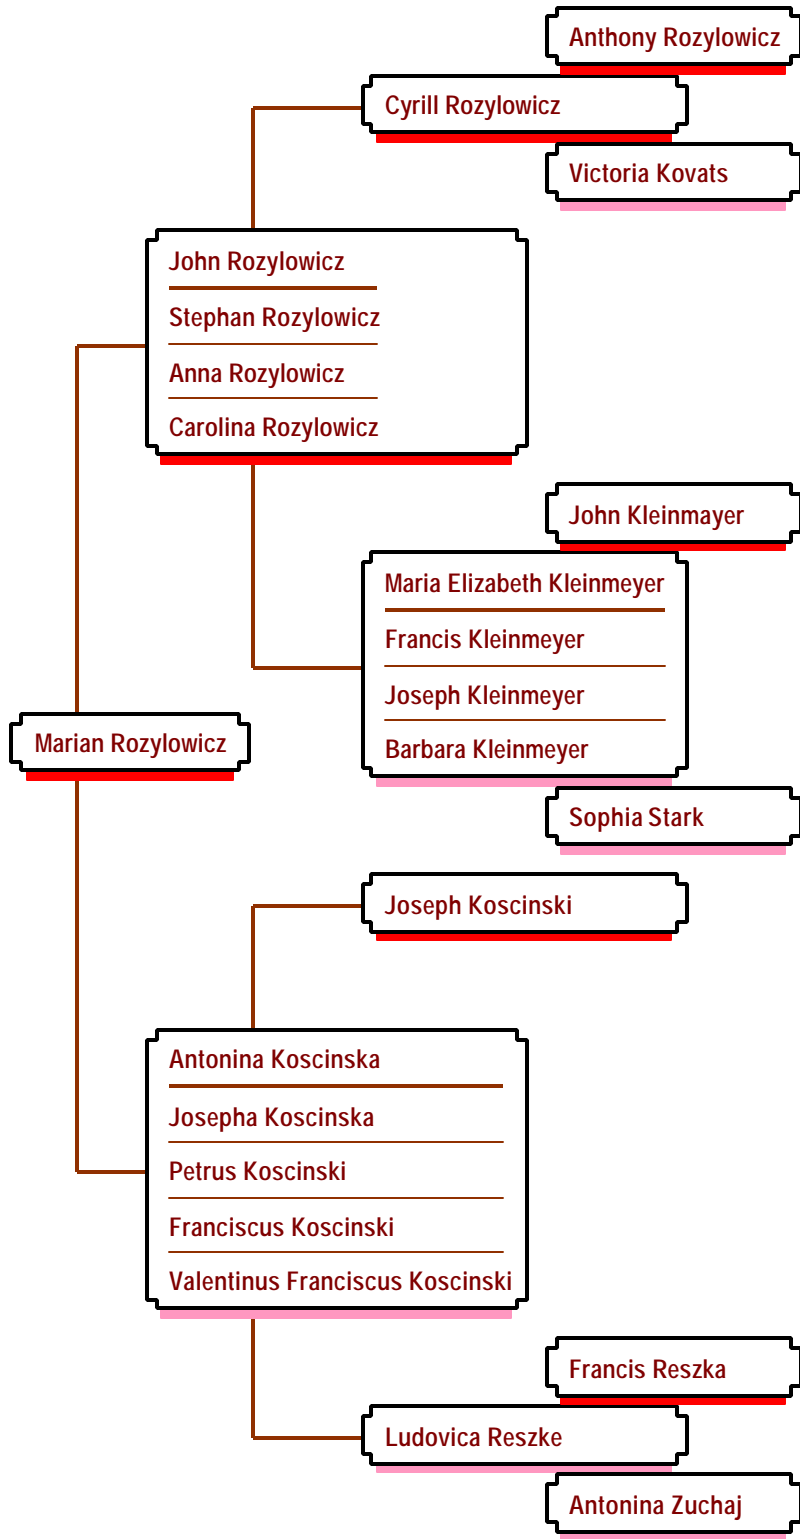 Anthony Rozylowicz
Cyrill Rozylowicz
Victoria Kovats
John Rozylowicz
Stephan Rozylowicz
Anna Rozylowicz
Carolina Rozylowicz
John Kleinmayer
Maria Elizabeth Kleinmeyer
Francis Kleinmeyer
Joseph Kleinmeyer
Marian Rozylowicz
Barbara Kleinmeyer
Sophia Stark
Joseph Koscinski
Antonina Koscinska
Josepha Koscinska
Petrus Koscinski
Franciscus Koscinski
Valentinus Franciscus Koscinski
Francis Reszka
Ludovica Reszke
Antonina Zuchaj